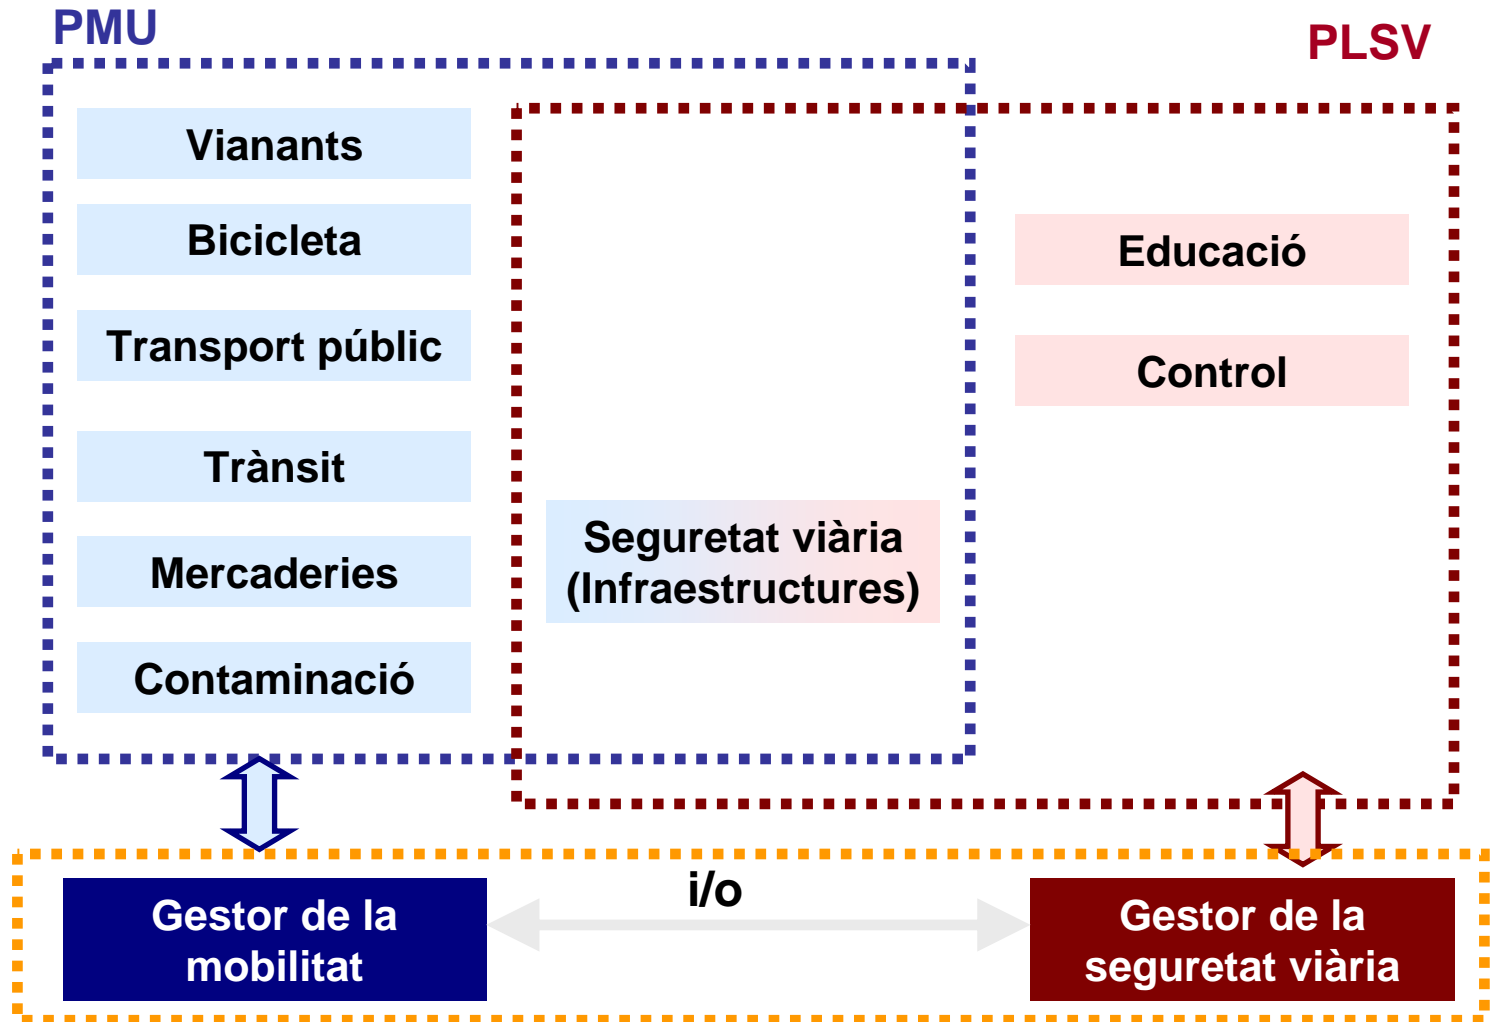 PMU
PLSV
Vianants
Bicicleta
Transport públic
Trànsit
Mercaderies
Contaminació
Seguretat viària
(Infraestructures)
Educació
Control
i/o
Gestor de la
mobilitat
Gestor de la
seguretat viària